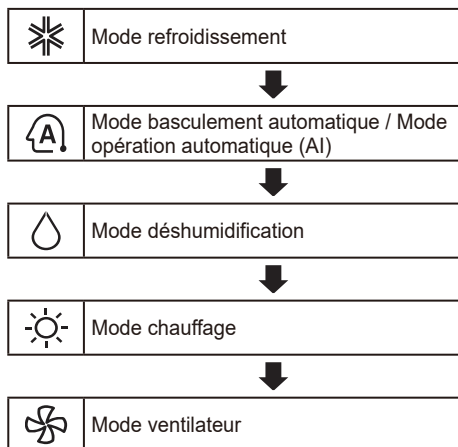 Mode refroidissement
A
Mode basculement automatique / Mode
opération automatique (AI)
Mode déshumidification
Mode chauffage
Mode ventilateur